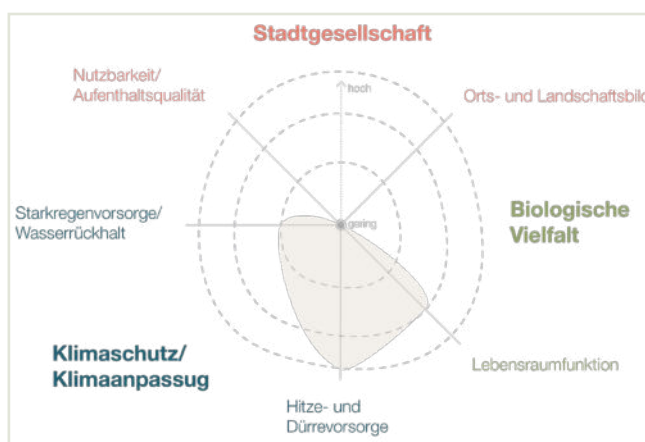 Stadtgesellschaft
Nutzbarkeit/
Aufenthaltsqualität
hoch
Orts- und Landschaftsbild
Starkregenvorsorge/
Wasserrückhalt
gering
Biologische
Vielfalt
Klimaschutz/
Klimaanpassug
Lebensraumfunktion
Hitze- und
Dürrevorsorge